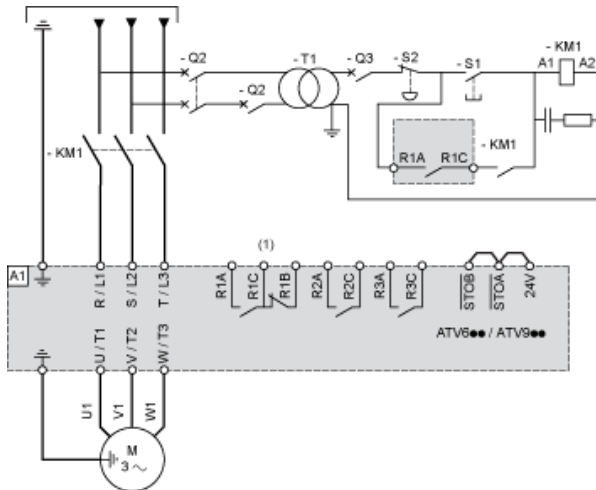 - Q2
- T1
- Q3
- S2
- S1
- KM1
A1
A2
- Q2
- KM1
R1A
R1C
- KM1
(1)
A1
R / L1
S / L2
T / L3
R1A
R1C
R1B
R2A
R2C
R3A
R3C
STOB
STOA
24V
ATV6●● / ATV9●●
U / T1
V / T2
W / T3
U1
V1
W1
M
3 ~